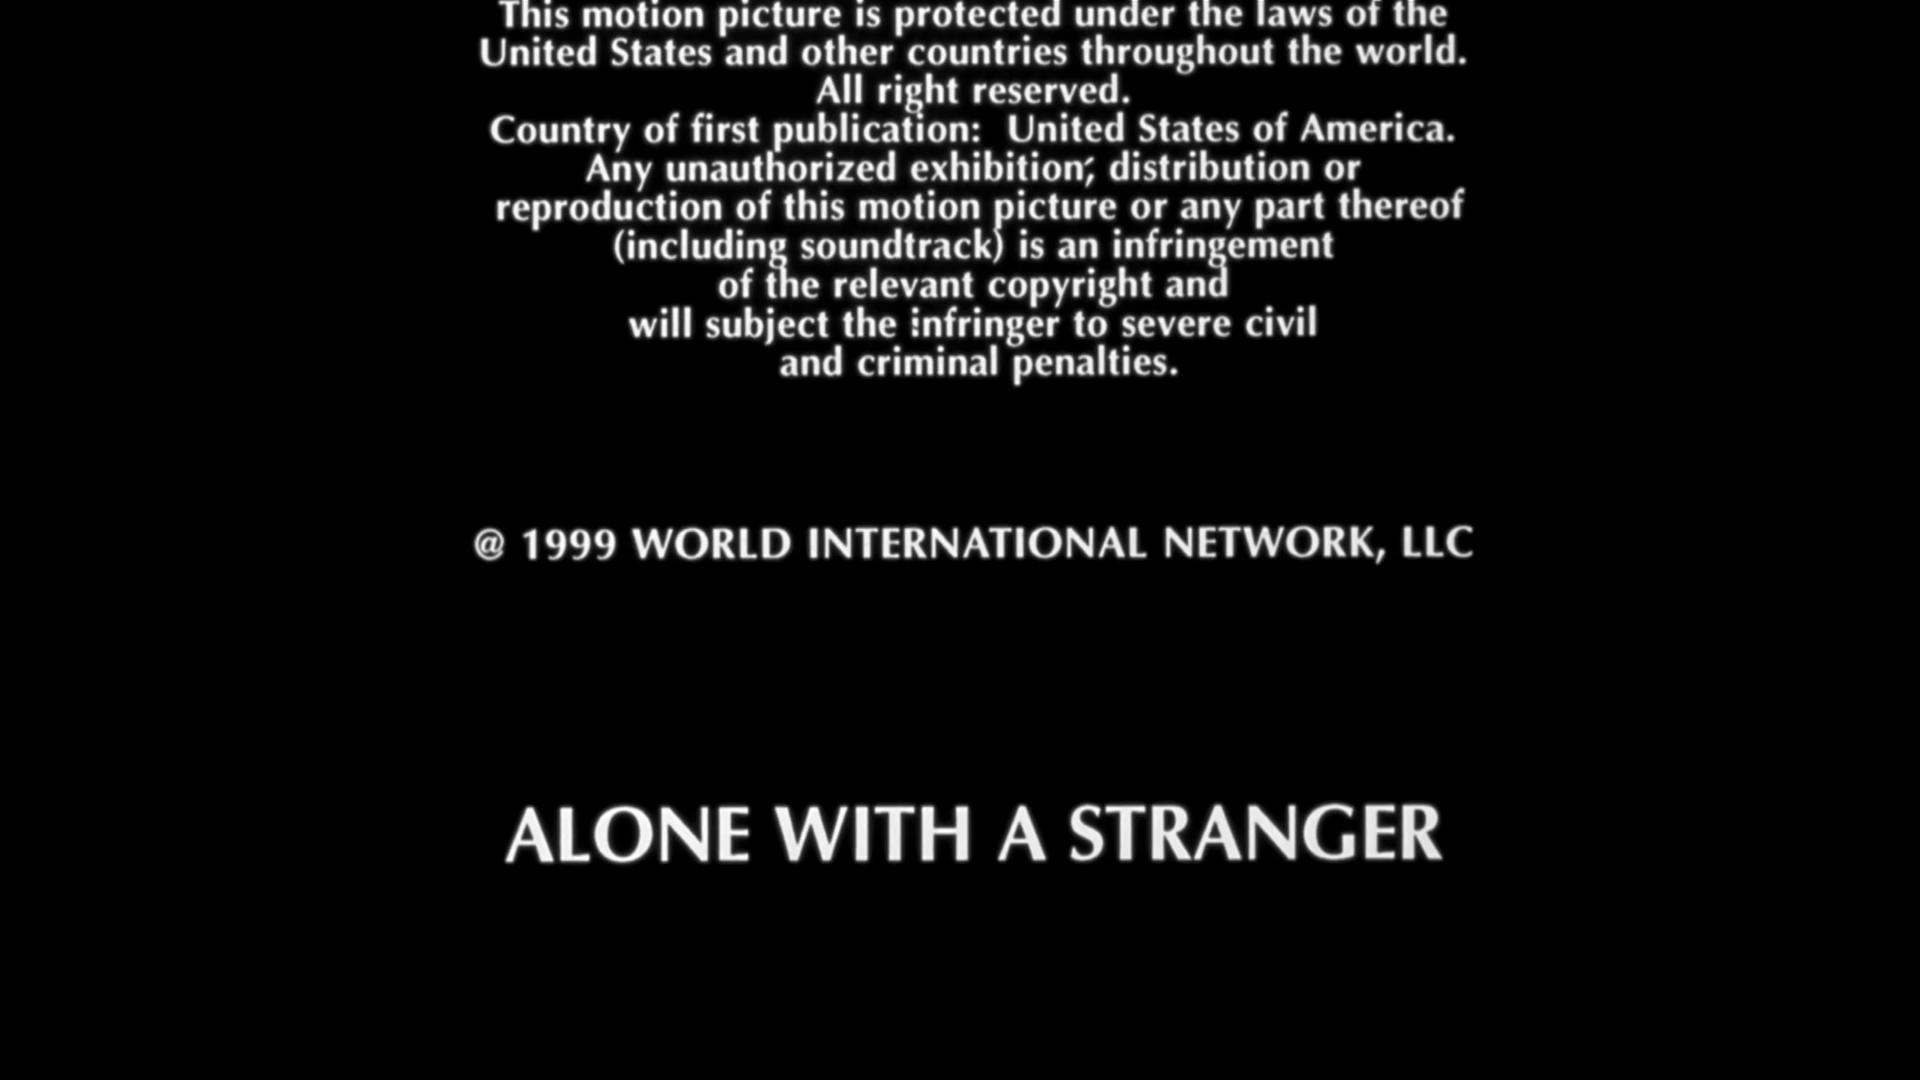 This motion picture is protected under the laws of the
United States and other countries throughout the world.
All right reserved.
Country of first publication: United States of America.
Any unauthorized exhibition, distribution or
reproduction of this motion picture or any part thereof
(including soundtrack) is an infringement
of the relevant copyright and
will subject the infringer to severe civil
and criminal penalties.
@ 1999 WORLD INTERNATIONAL NETWORK, LLC
ALONE WITH A STRANGER